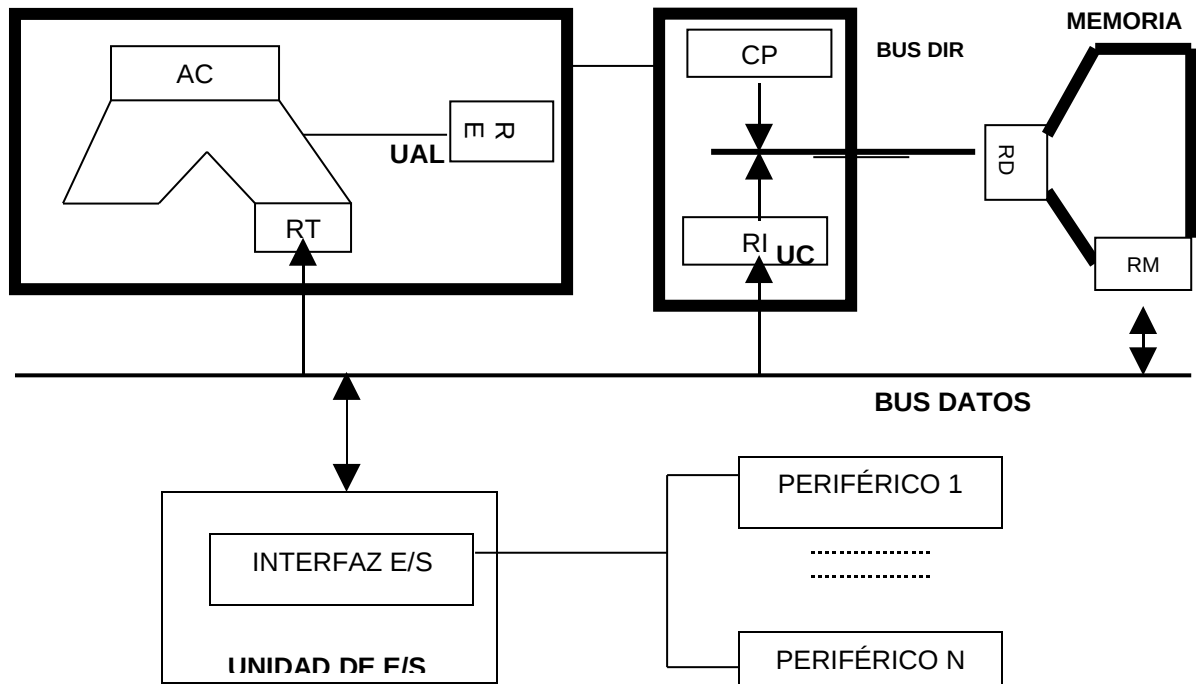 MEMORIA
AC
CP
BUS DIR
RE
UAL
RD
RT
RI
UC
RM
BUS DATOS
PERIFÉRICO 1
INTERFAZ E/S
UNIDAD DE E/S
PERIFÉRICO N